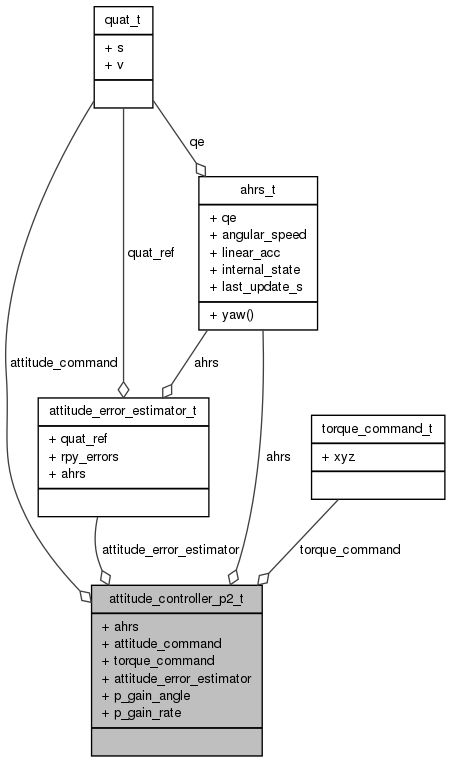 quat_t
+ s
+ v
qe
ahrs_t
+ qe
+ angular_speed
+ linear_acc
+ internal_state
+ last_update_s
+ yaw()
quat_ref
attitude_command
ahrs
attitude_error_estimator_t
+ quat_ref
+ rpy_errors
+ ahrs
torque_command_t
+ xyz
ahrs
attitude_error_estimator
torque_command
attitude_controller_p2_t
+ ahrs
+ attitude_command
+ torque_command
+ attitude_error_estimator
+ p_gain_angle
+ p_gain_rate